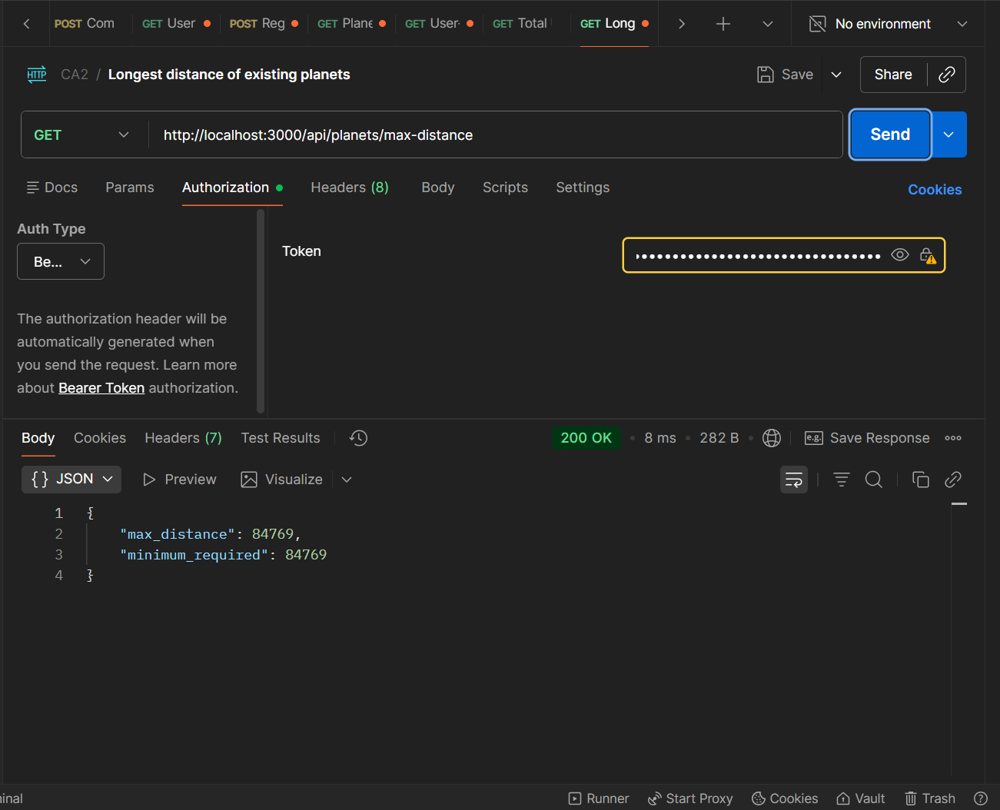 POST Com
GET User
POST Reg
GET Plane
GET User-
GET Total
GET Long
No environment
HTTP CA2 / Longest distance of existing planets
Save
Share
GET
http://localhost:3000/api/planets/max-distance
Send
Docs
Params
Authorization
Headers (8)
Body
Scripts
Settings
Cookies
Auth Type
Be...
The authorization header will be
automatically generated when
you send the request. Learn more
about Bearer Token authorization.
Token
Body
Cookies
Headers (7)
Test Results
200 OK
8 ms
282 B
e.g. Save Response
{} JSON
Preview
Visualize
1 {
2 "max_distance": 84769,
3 "minimum_required": 84769
4 }
inal
Runner
Start Proxy
Cookies
Vault
Trash